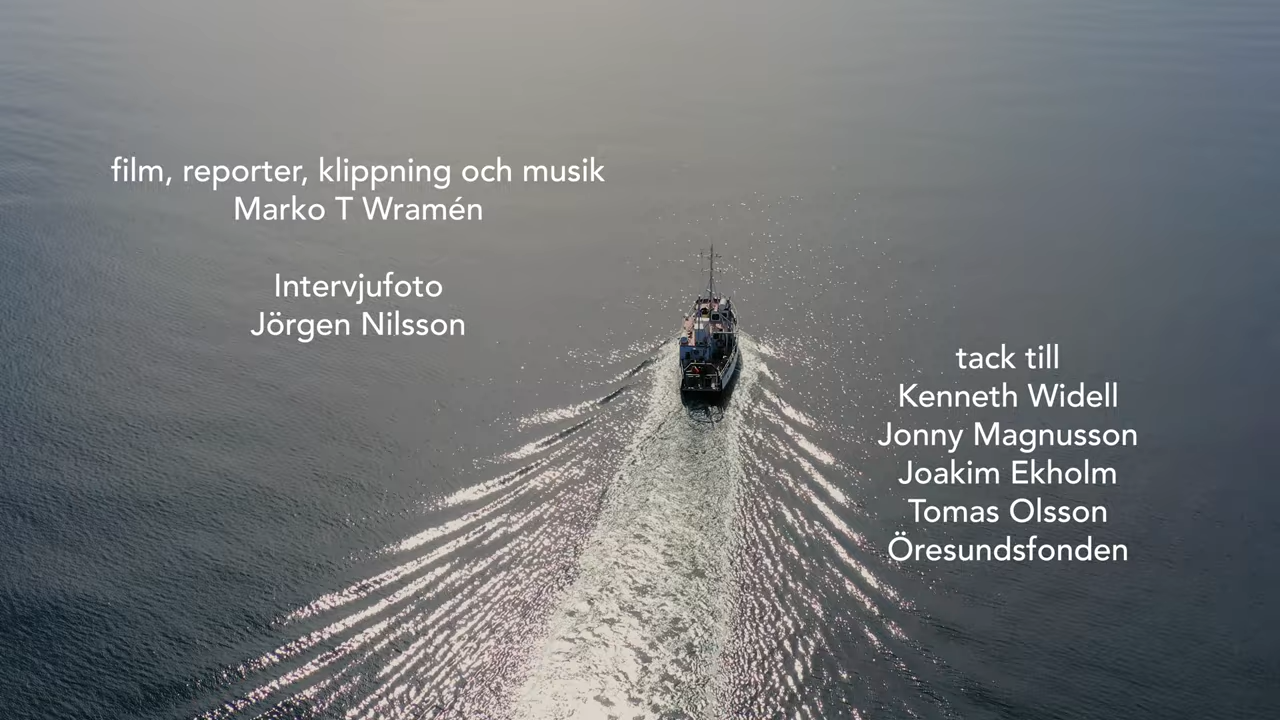 film, reporter, klippning och musik
Marko T Wramén
Intervjufoto
Jörgen Nilsson
tack till
Kenneth Widell
Jonny Magnusson
Joakim Ekholm
Tomas Olsson
Öresundsfonden